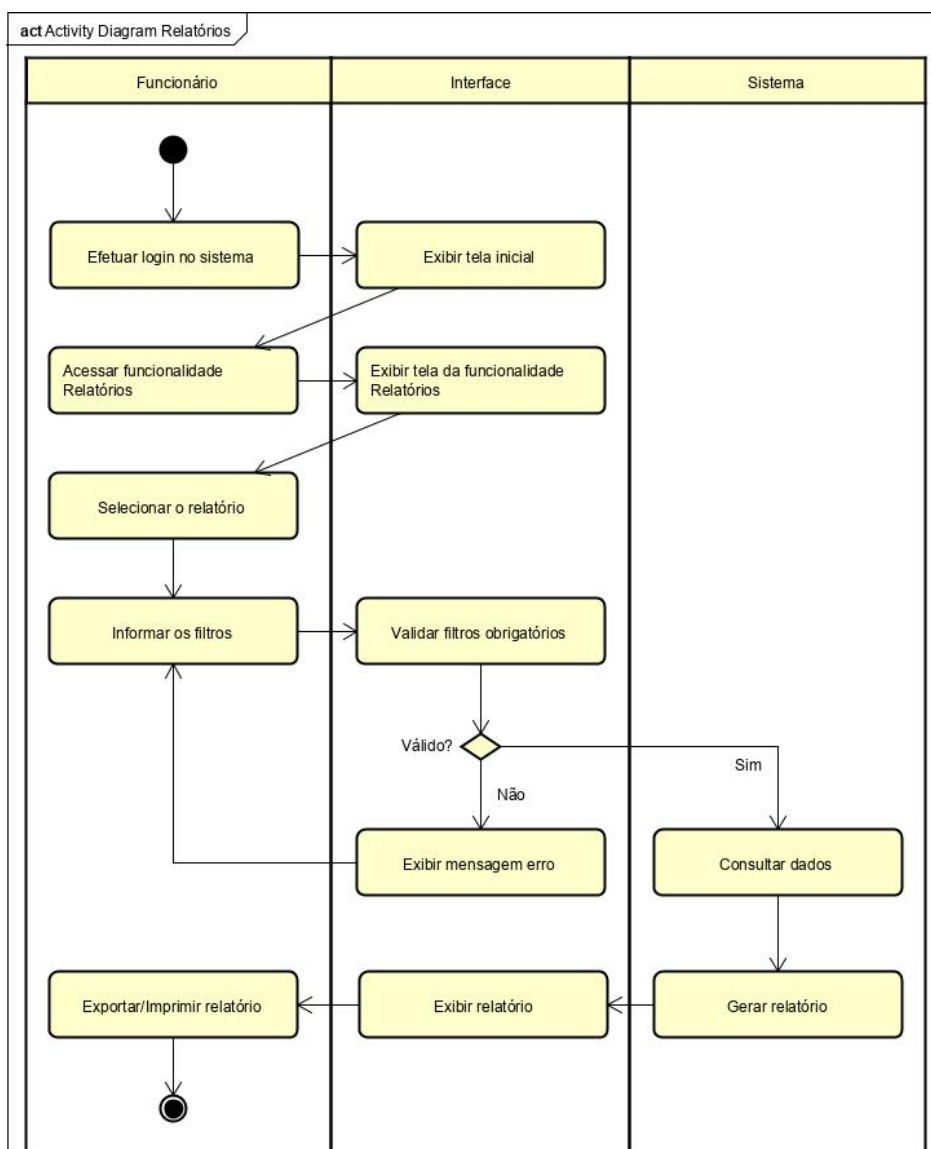 act Activity Diagram Relatórios
Funcionário
Interface
Sistema
Efetuar login no sistema
Exibir tela inicial
Acessar funcionalidade
Relatórios
Exibir tela da funcionalidade
Relatórios
Selecionar o relatório
Informar os filtros
Validar filtros obrigatórios
Válido?
Sim
Não
Exibir mensagem erro
Consultar dados
Exportar/Imprimir relatório
Exibir relatório
Gerar relatório